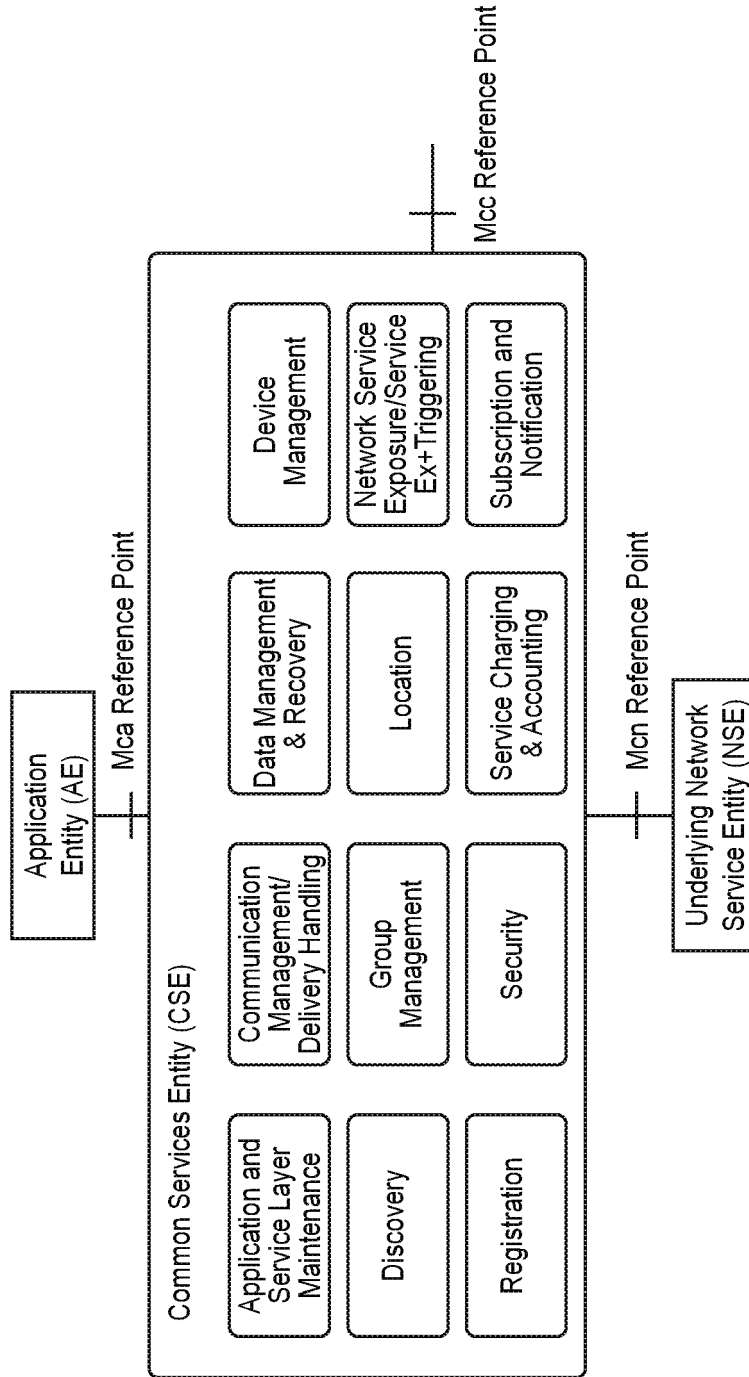 Application
Entity (AE)
Mca Reference Point
Common Services Entity (CSE)
Application and
Service Layer
Maintenance
Communication
Management/
Delivery Handling
Data Management
& Recovery
Device
Management
Discovery
Group
Management
Location
Network Service
Exposure/Service
Ex+Triggering
Registration
Security
Service Charging
& Accounting
Subscription and
Notification
Mcc Reference Point
Mcn Reference Point
Underlying Network
Service Entity (NSE)